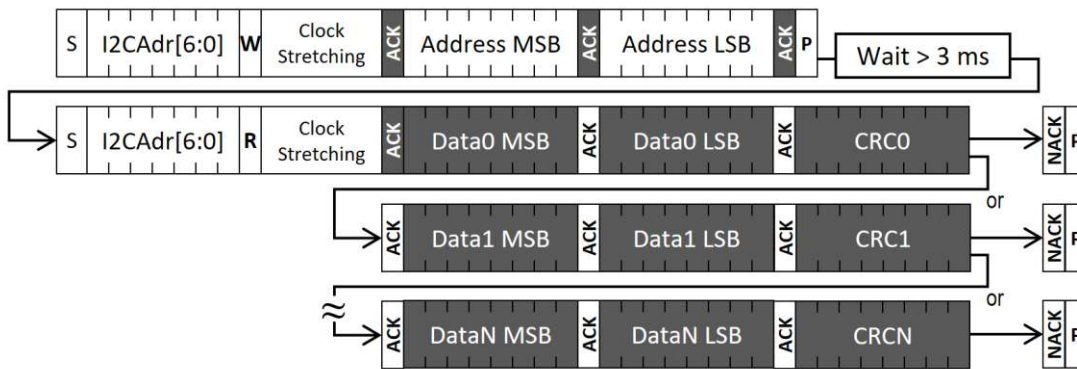 S I2CAdr[6:0] W Clock Stretching ACK Address MSB ACK Address LSB ACK P Wait > 3 ms
S I2CAdr[6:0] R Clock Stretching ACK Data0 MSB ACK Data0 LSB ACK CRC0 NACK P
or
ACK Data1 MSB ACK Data1 LSB ACK CRC1 NACK P
or
ACK DataN MSB ACK DataN LSB ACK CRCN NACK P